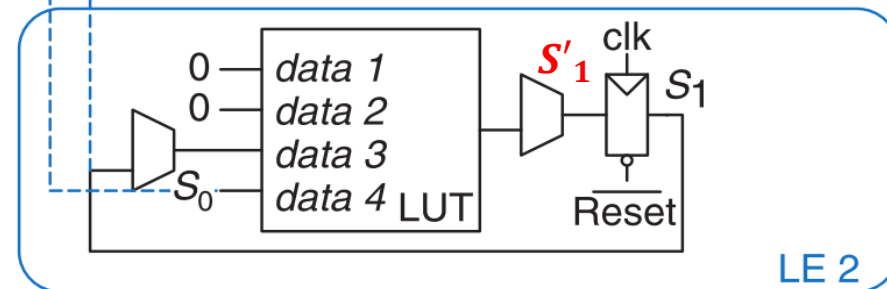 clk
S′₁
S₁
0 data 1
0 data 2
data 3
S₀ data 4
LUT
Reset
LE 2